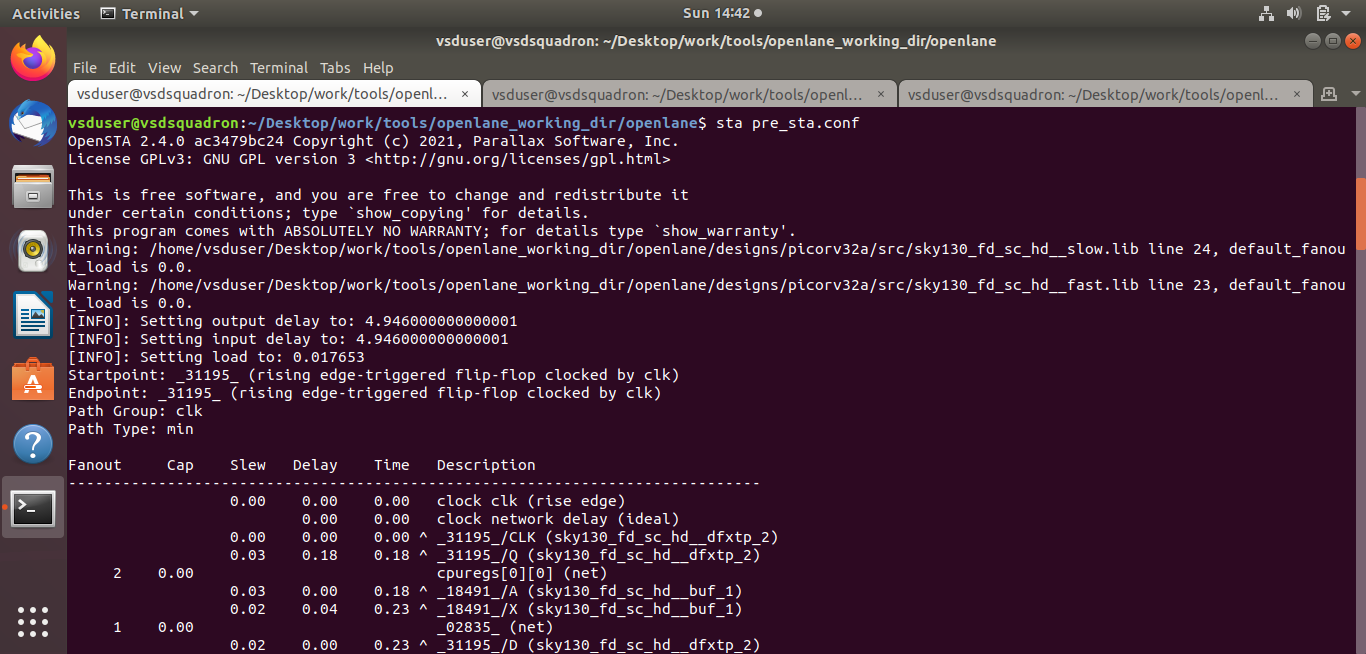 Activities Terminal Sun 14:42
vsduser@vsdsquadron: ~/Desktop/work/tools/openlane_working_dir/openlane
File Edit View Search Terminal Tabs Help
vsduser@vsdsquadron: ~/Desktop/work/tools/openl... × vsduser@vsdsquadron: ~/Desktop/work/tools/openl... × vsduser@vsdsquadron: ~/Desktop/work/tools/openl... ×
vsduser@vsdsquadron:~/Desktop/work/tools/openlane_working_dir/openlane$ sta pre_sta.conf
OpenSTA 2.4.0 ac3479bc24 Copyright (c) 2021, Parallax Software, Inc.
License GPLv3: GNU GPL version 3 <http://gnu.org/licenses/gpl.html>
This is free software, and you are free to change and redistribute it
under certain conditions; type `show_copying' for details.
This program comes with ABSOLUTELY NO WARRANTY; for details type `show_warranty'.
Warning: /home/vsduser/Desktop/work/tools/openlane_working_dir/openlane/designs/picorv32a/src/sky130_fd_sc_hd__slow.lib line 24, default_fanou
t_load is 0.0.
Warning: /home/vsduser/Desktop/work/tools/openlane_working_dir/openlane/designs/picorv32a/src/sky130_fd_sc_hd__fast.lib line 23, default_fanou
t_load is 0.0.
[INFO]: Setting output delay to: 4.946000000000001
[INFO]: Setting input delay to: 4.946000000000001
[INFO]: Setting load to: 0.017653
Startpoint: _31195_ (rising edge-triggered flip-flop clocked by clk)
Endpoint: _31195_ (rising edge-triggered flip-flop clocked by clk)
Path Group: clk
Path Type: min
Fanout Cap Slew Delay Time Description
-----------------------------------------------------------------------------
0.00 0.00 0.00 clock clk (rise edge)
0.00 0.00 clock network delay (ideal)
0.00 0.00 0.00 ^ _31195_/CLK (sky130_fd_sc_hd__dfxtp_2)
0.03 0.18 0.18 ^ _31195_/Q (sky130_fd_sc_hd__dfxtp_2)
2 0.00 cpuregs[0][0] (net)
0.03 0.00 0.18 ^ _18491_/A (sky130_fd_sc_hd__buf_1)
0.02 0.04 0.23 ^ _18491_/X (sky130_fd_sc_hd__buf_1)
1 0.00 _02835_ (net)
0.02 0.00 0.23 ^ _31195_/D (sky130_fd_sc_hd__dfxtp_2)